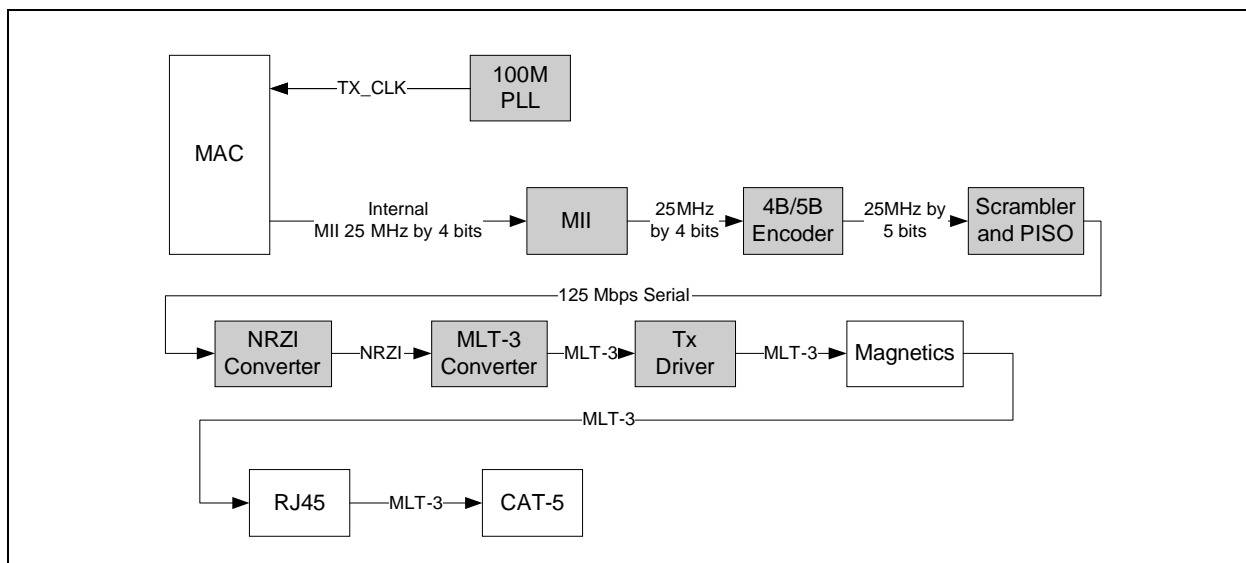 100M
PLL
TX_CLK
MAC
Internal
MII 25 MHz by 4 bits
MII
25MHz
by 4 bits
4B/5B
Encoder
25MHz by
5 bits
Scrambler
and PISO
125 Mbps Serial
NRZI
Converter
NRZI
MLT-3
Converter
MLT-3
Tx
Driver
MLT-3
Magnetics
MLT-3
RJ45
MLT-3
CAT-5